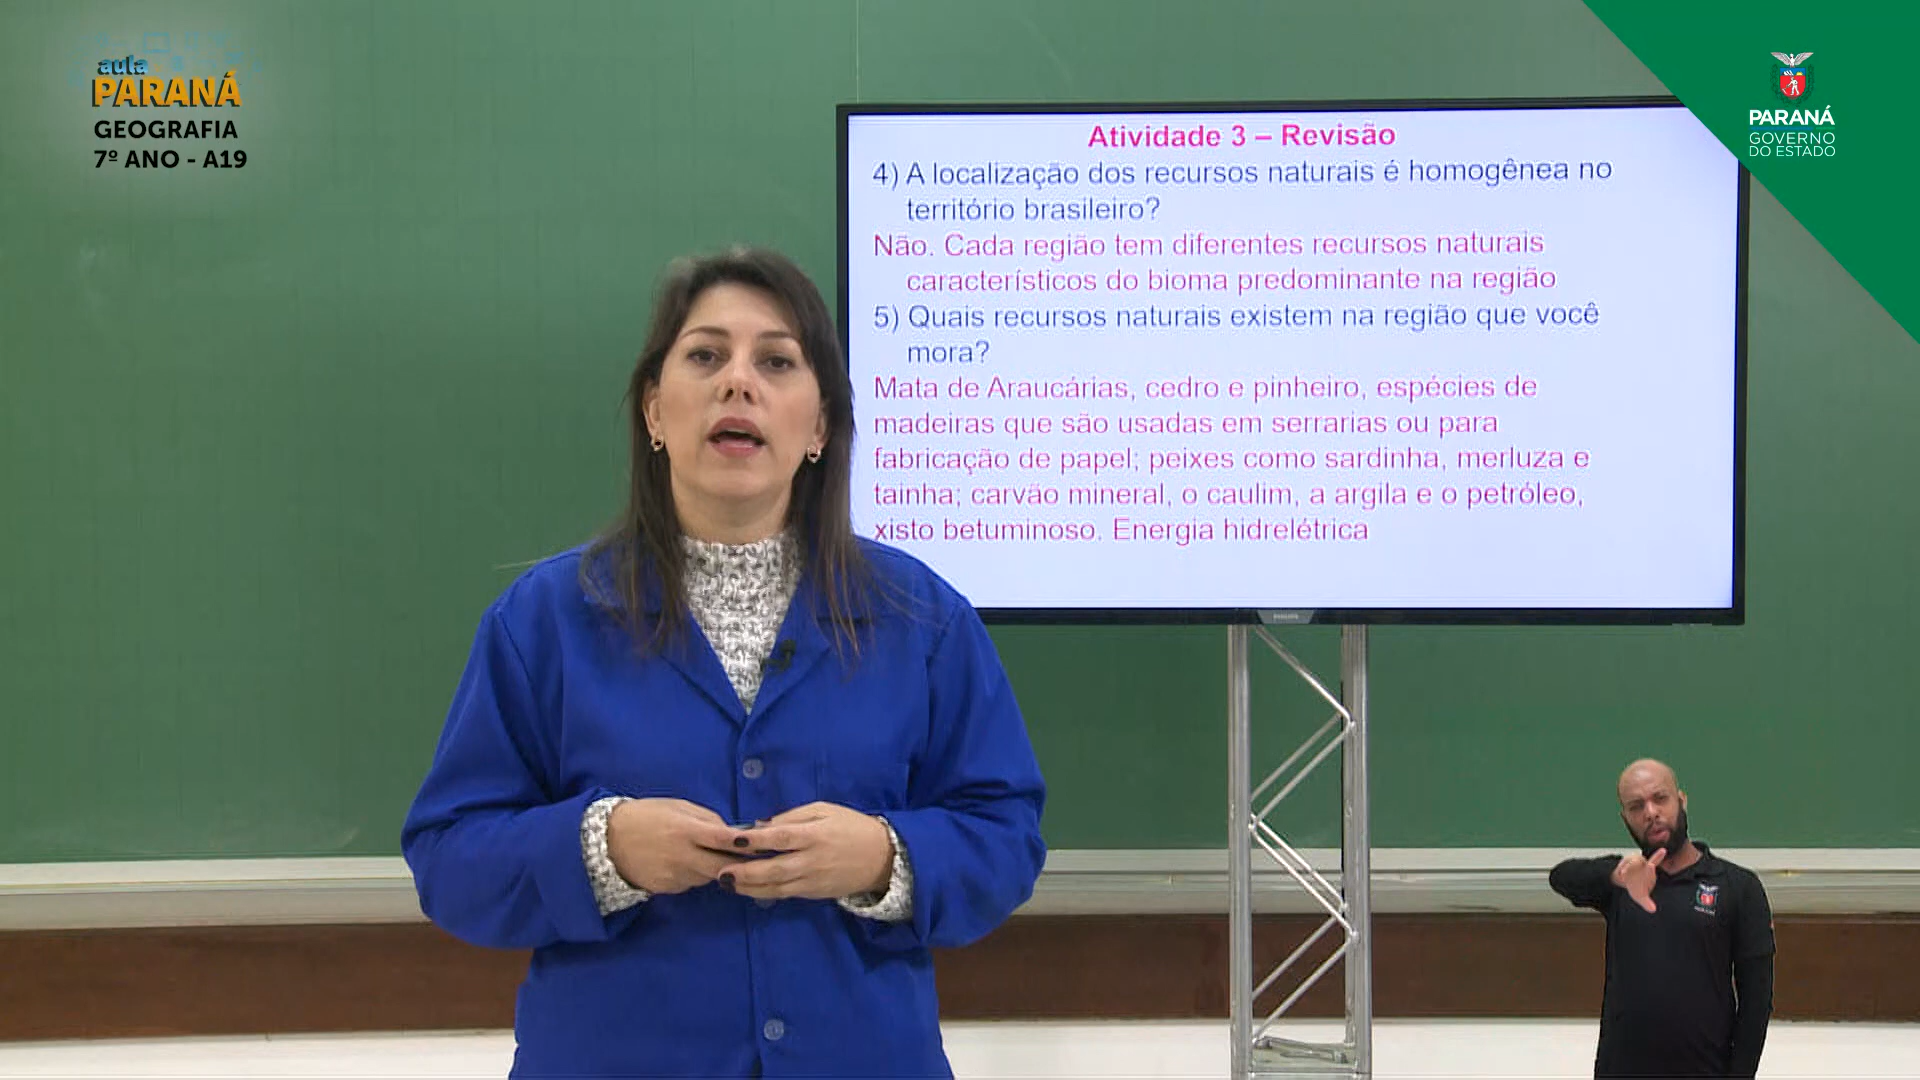 aula
PARANÁ
GEOGRAFIA
7º ANO - A19
PARANÁ
GOVERNO
DO ESTADO
Atividade 3 – Revisão
4) A localização dos recursos naturais é homogênea no
território brasileiro?
Não. Cada região tem diferentes recursos naturais
característicos do bioma predominante na região
5) Quais recursos naturais existem na região que você
mora?
Mata de Araucárias, cedro e pinheiro, espécies de
madeiras que são usadas em serrarias ou para
fabricação de papel; peixes como sardinha, merluza e
tainha; carvão mineral, o caulim, a argila e o petróleo,
xisto betuminoso. Energia hidrelétrica
PHILIPS